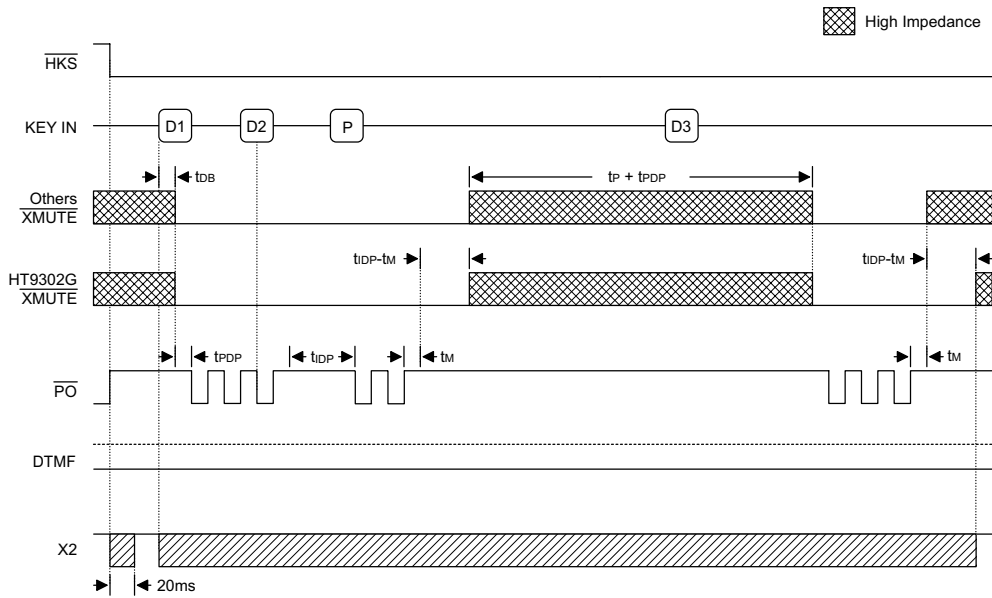 High Impedance
HKS
KEY IN D1 D2 P D3
tDB
Others
XMUTE
tP + tPDP
tIDP-tM tIDP-tM
HT9302G
XMUTE
tPDP tIDP tM tM
PO
DTMF
X2
20ms